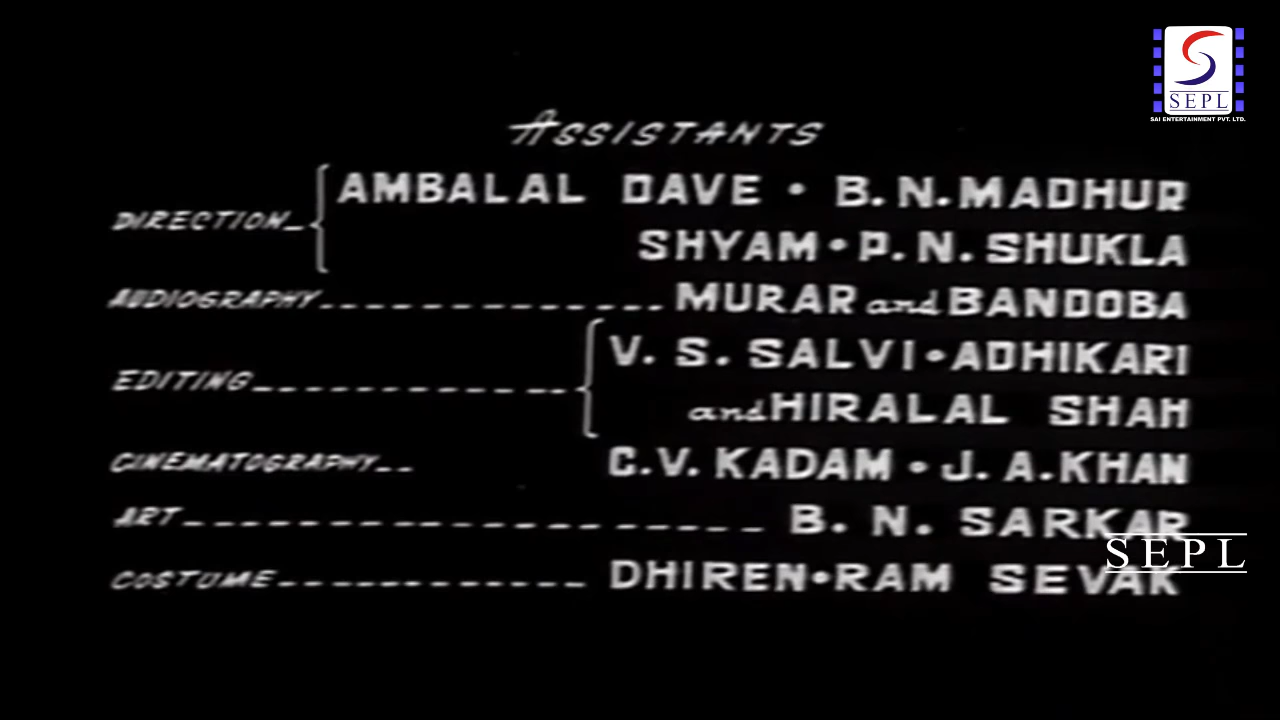 SEPL
SAI ENTERTAINMENT PVT. LTD.
ASSISTANTS
DIRECTION AMBALAL DAVE • B. N. MADHUR
SHYAM • P. N. SHUKLA
AUDIOGRAPHY MURAR and BANDOBA
EDITING V. S. SALVI • ADHIKARI
and HIRALAL SHAH
CINEMATOGRAPHY C.V. KADAM • J. A. KHAN
ART B. N. SARKAR
SEPL
COSTUME DHIREN • RAM SEVAK